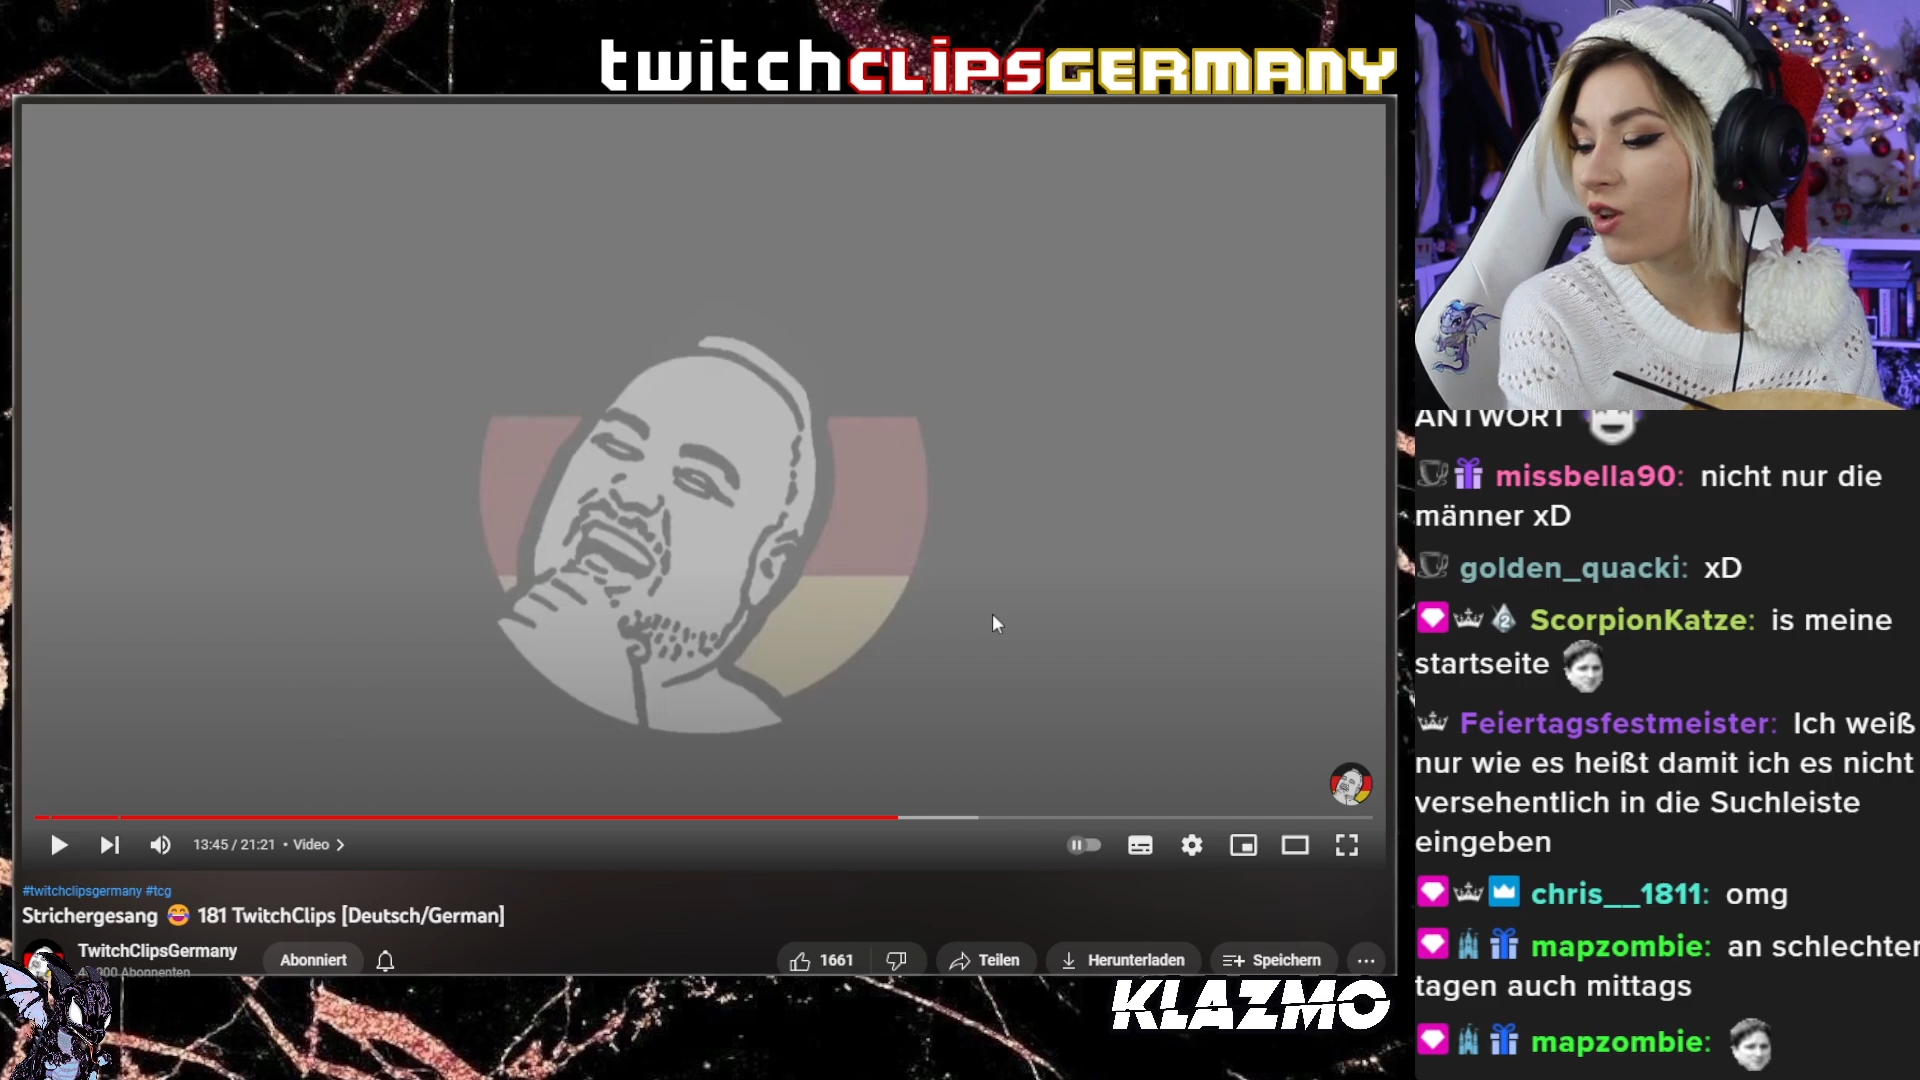 twitchCLIPSGERMANY
ANTWORT
missbella90: nicht nur die
männer xD
golden_quacki: xD
ScorpionKatze: is meine
startseite
Feiertagsfestmeister: Ich weiß
nur wie es heißt damit ich es nicht
versehentlich in die Suchleiste
eingeben
chris__1811: omg
mapzombie: an schlechten
tagen auch mittags
mapzombie:
13:45 / 21:21 • Video
#twitchclipsgermany #tcg
Strichergesang 😂 181 TwitchClips [Deutsch/German]
TwitchClipsGermany
Abonnenten
Abonniert
1661
Teilen
Herunterladen
Speichern
KLAZMO